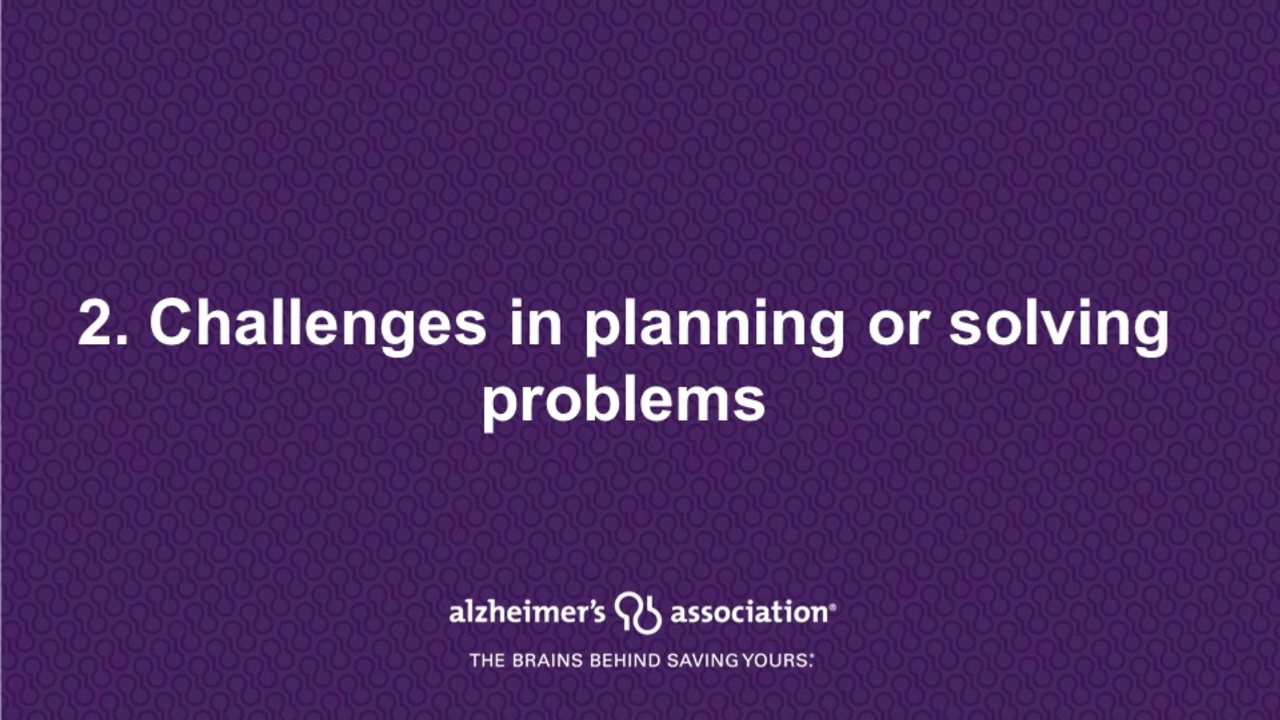 2. Challenges in planning or solving
problems
alzheimer's association®
THE BRAINS BEHIND SAVING YOURS.®